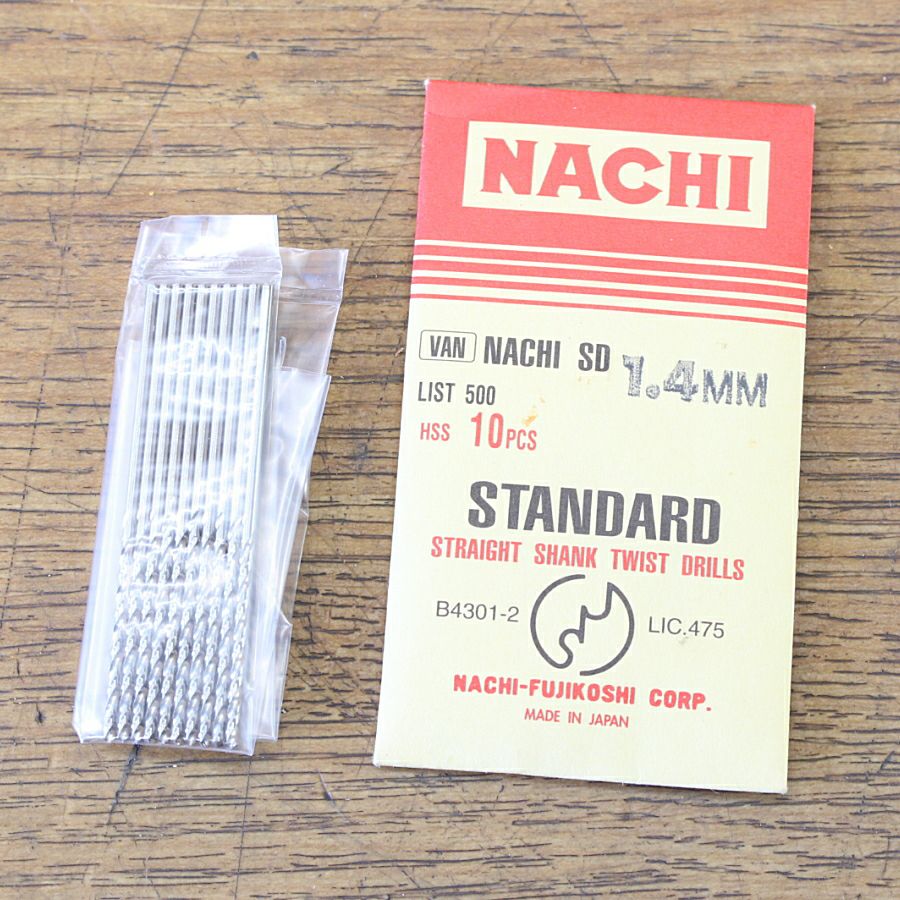 NACHI
VAN NACHI SD 1.4MM
LIST 500
HSS 10PCS
STANDARD
STRAIGHT SHANK TWIST DRILLS
B4301-2 LIC.475
NACHI-FUJIKOSHI CORP.
MADE IN JAPAN